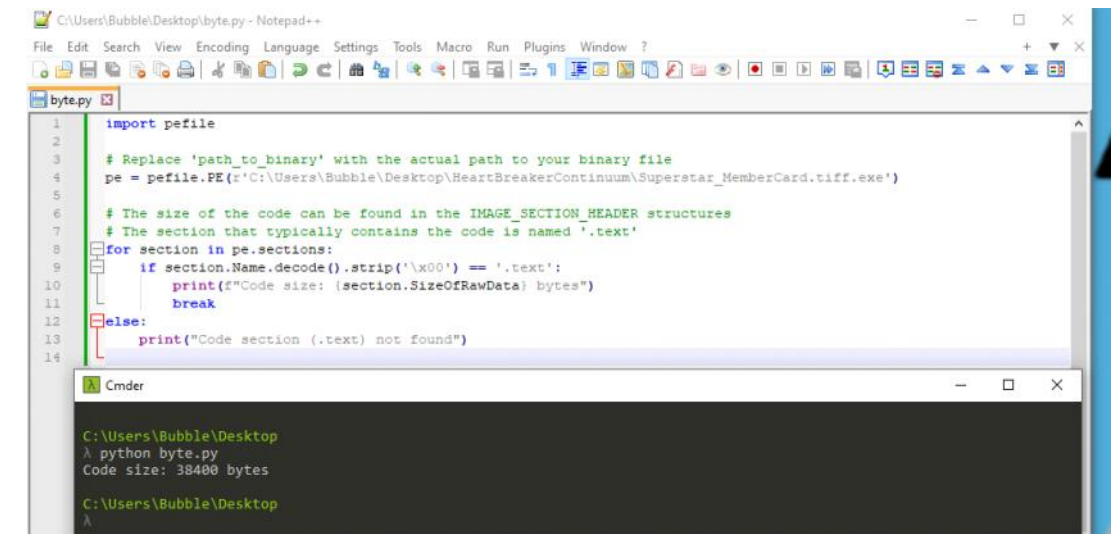 C:\Users\Bubble\Desktop\byte.py - Notepad++
File Edit Search View Encoding Language Settings Tools Macro Run Plugins Window ?
byte.py
1 import pefile
2
3 # Replace 'path_to_binary' with the actual path to your binary file
4 pe = pefile.PE(r'C:\Users\Bubble\Desktop\HeartBreakerContinuum\Superstar_MemberCard.tiff.exe')
5
6 # The size of the code can be found in the IMAGE_SECTION_HEADER structures
7 # The section that typically contains the code is named '.text'
8 for section in pe.sections:
9 if section.Name.decode().strip('\x00') == '.text':
10 print(f"Code size: {section.SizeOfRawData} bytes")
11 break
12 else:
13 print("Code section (.text) not found")
14
Cmder
C:\Users\Bubble\Desktop
λ python byte.py
Code size: 38400 bytes
C:\Users\Bubble\Desktop
λ